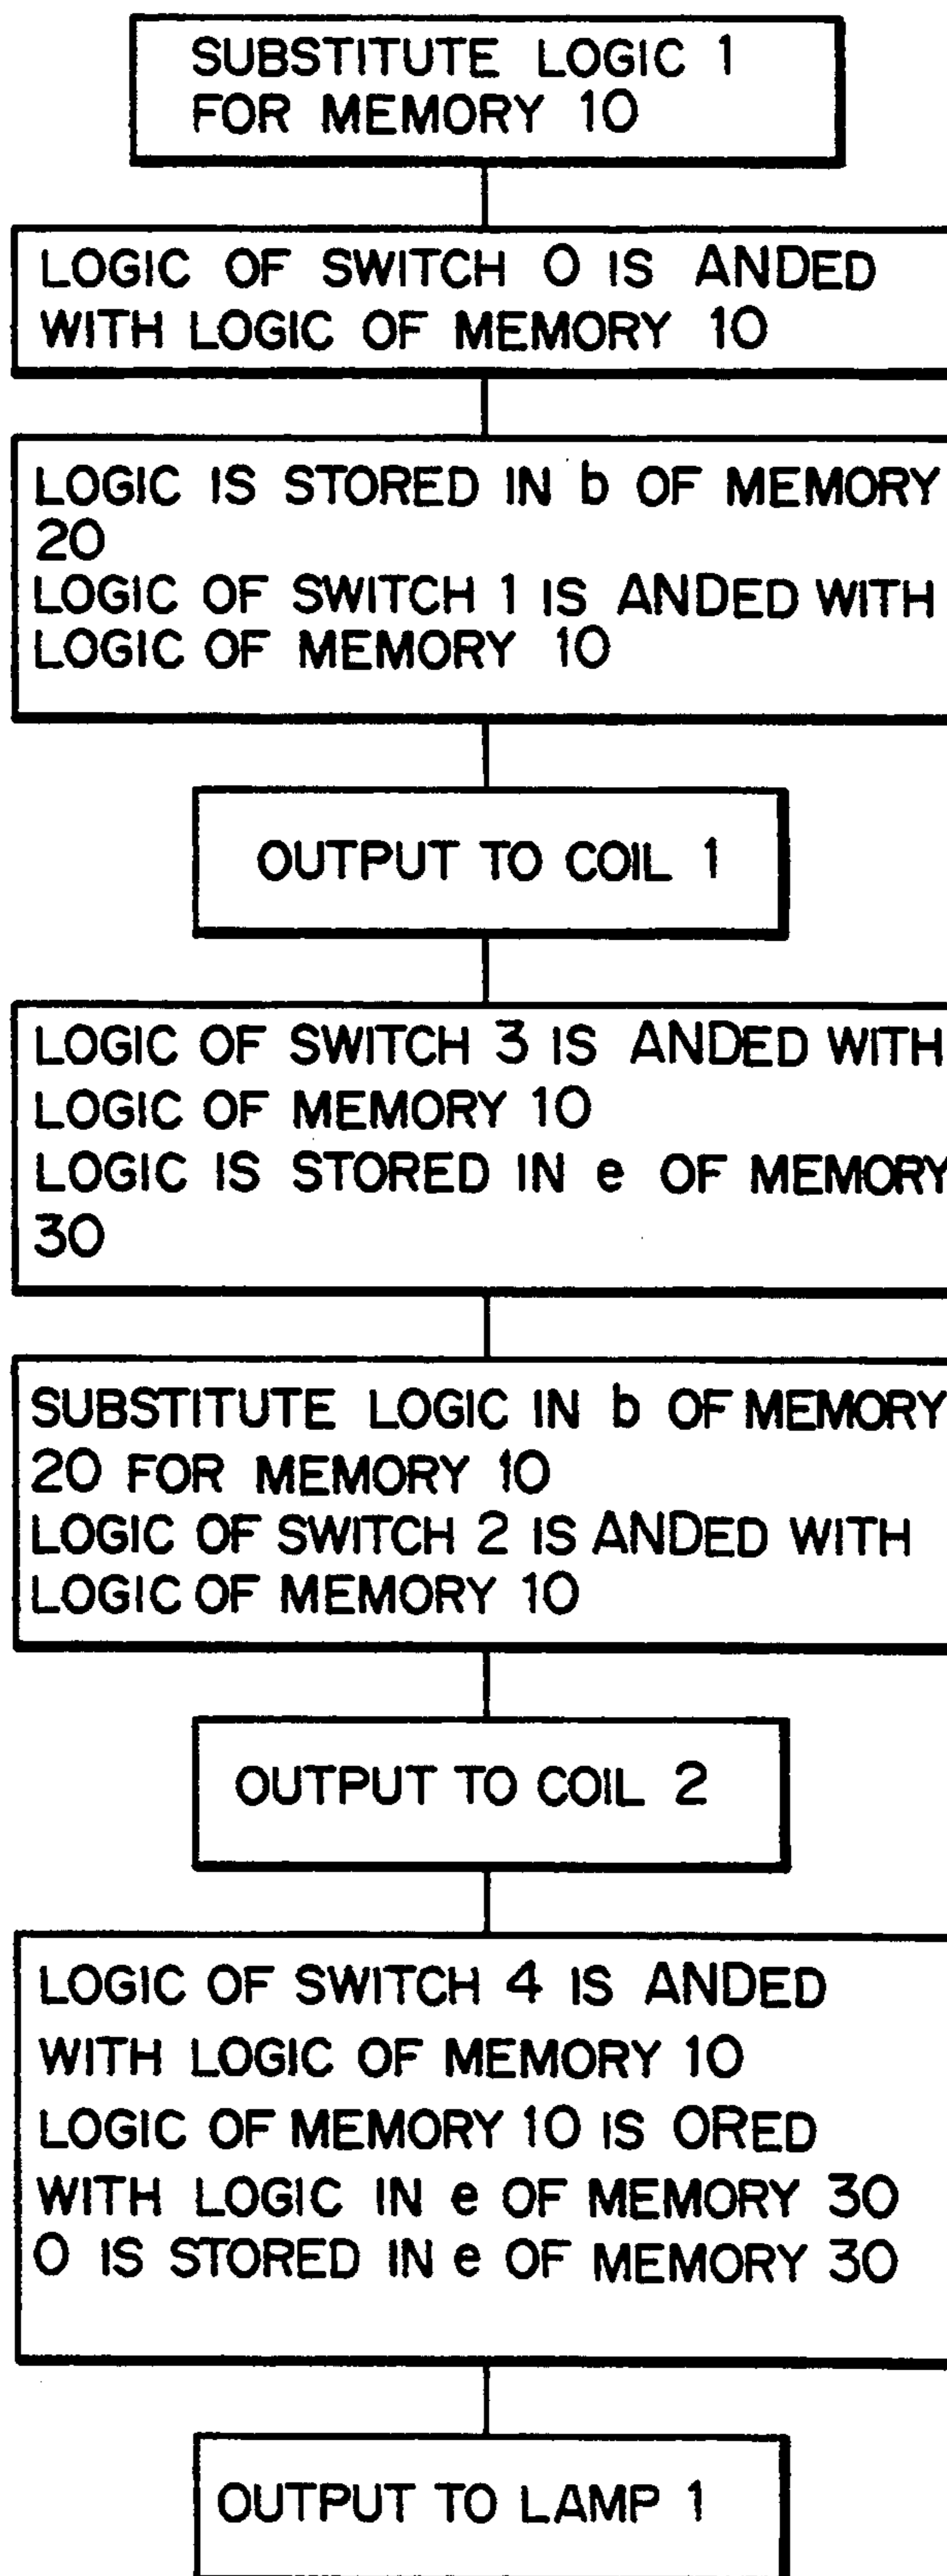 SUBSTITUTE LOGIC 1
FOR MEMORY 10
LOGIC OF SWITCH 0 IS ANDED
WITH LOGIC OF MEMORY 10
LOGIC IS STORED IN b OF MEMORY
20
LOGIC OF SWITCH 1 IS ANDED WITH
LOGIC OF MEMORY 10
OUTPUT TO COIL 1
LOGIC OF SWITCH 3 IS ANDED WITH
LOGIC OF MEMORY 10
LOGIC IS STORED IN e OF MEMORY
30
SUBSTITUTE LOGIC IN b OF MEMORY
20 FOR MEMORY 10
LOGIC OF SWITCH 2 IS ANDED WITH
LOGIC OF MEMORY 10
OUTPUT TO COIL 2
LOGIC OF SWITCH 4 IS ANDED
WITH LOGIC OF MEMORY 10
LOGIC OF MEMORY 10 IS ORED
WITH LOGIC IN e OF MEMORY 30
0 IS STORED IN e OF MEMORY 30
OUTPUT TO LAMP 1